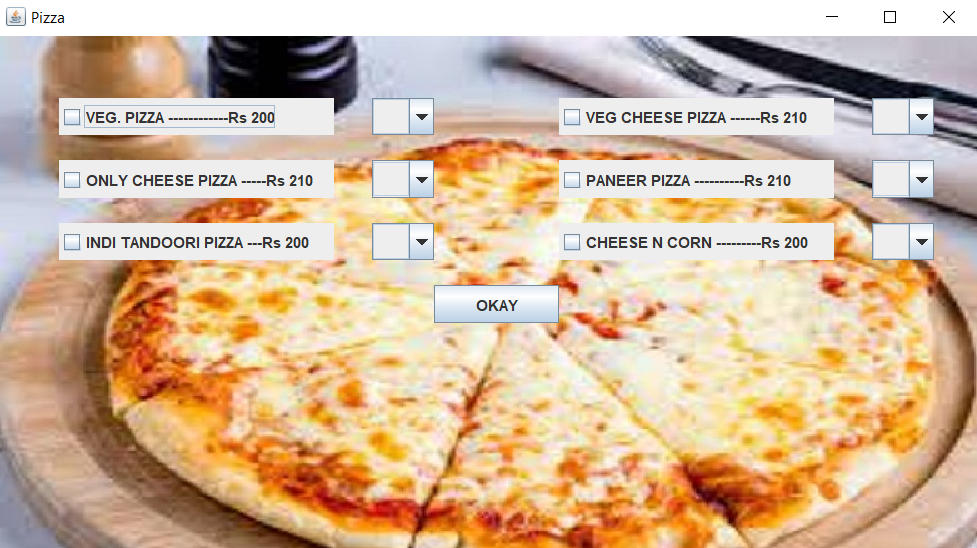 Pizza
VEG. PIZZA ------------Rs 200
VEG CHEESE PIZZA ------Rs 210
ONLY CHEESE PIZZA -----Rs 210
PANEER PIZZA ----------Rs 210
INDI TANDOORI PIZZA ---Rs 200
CHEESE N CORN ---------Rs 200
OKAY